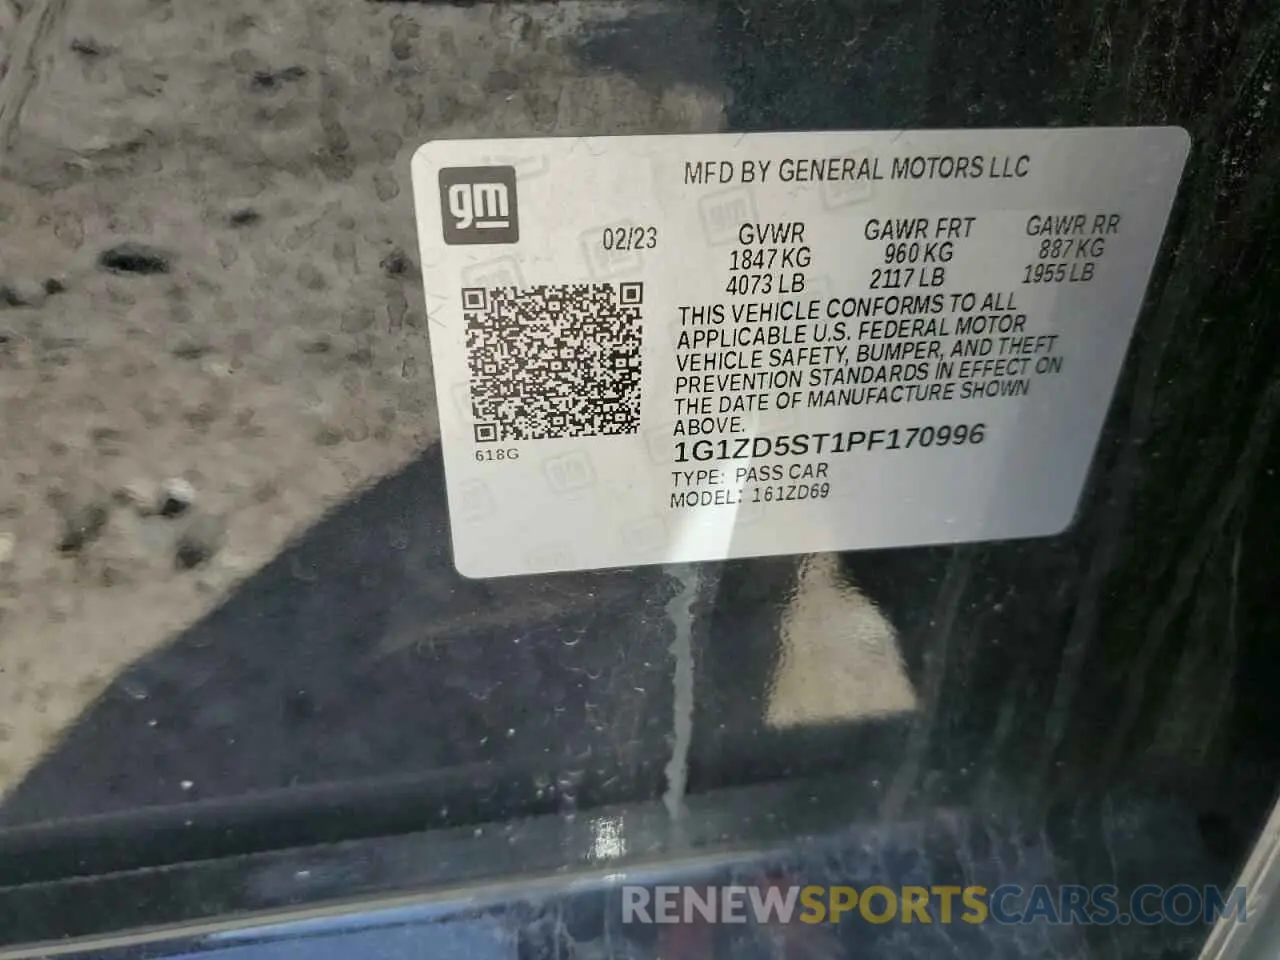 gm
MFD BY GENERAL MOTORS LLC
02/23 GVWR GAWR FRT GAWR RR
1847 KG 960 KG 887 KG
4073 LB 2117 LB 1955 LB
THIS VEHICLE CONFORMS TO ALL
APPLICABLE U.S. FEDERAL MOTOR
VEHICLE SAFETY, BUMPER, AND THEFT
PREVENTION STANDARDS IN EFFECT ON
THE DATE OF MANUFACTURE SHOWN
ABOVE.
618G
1G1ZD5ST1PF170996
TYPE: PASS CAR
MODEL: 161ZD69
RENEWSPORTSCARS.COM